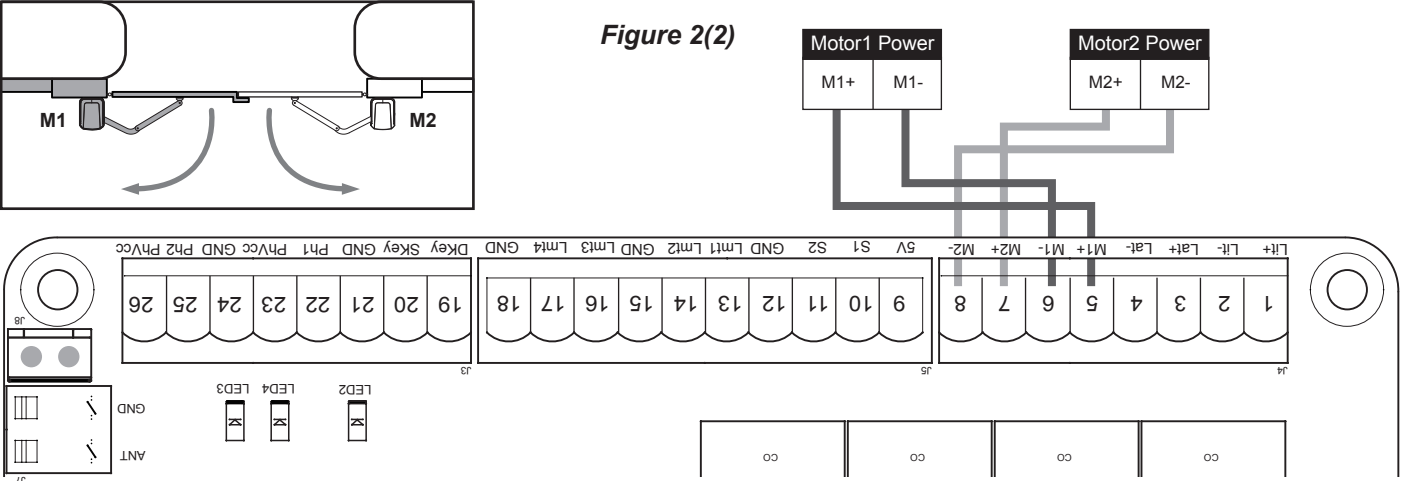 Figure 2(2)
Motor1 Power
M1+ M1-
Motor2 Power
M2+ M2-
M1 M2
PhVcc Ph2 GND PhVcc Ph1 GND SKey DKey
GND Lmt4 Lmt3 GND Lmt2 Lmt1 GND S2 S1 5V
M2- M2+ M1- M1+ Lat- Lat+ Lit- Lit+
26 25 24 23 22 21 20 19
18 17 16 15 14 13 12 11 10 9
8 7 6 5 4 3 2 1
J8
J3 J5 J4
LED3 LED4 LED2
GND
ANT
J7
CO CO CO CO